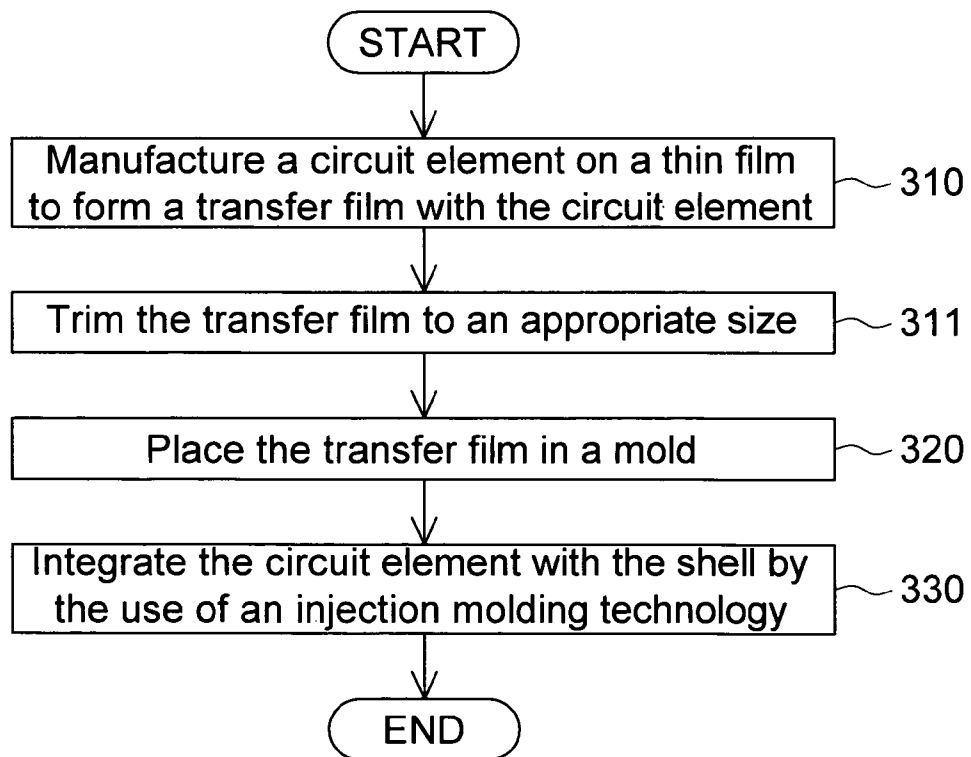 START
Manufacture a circuit element on a thin film
to form a transfer film with the circuit element
310
Trim the transfer film to an appropriate size
311
Place the transfer film in a mold
320
Integrate the circuit element with the shell by
the use of an injection molding technology
330
END